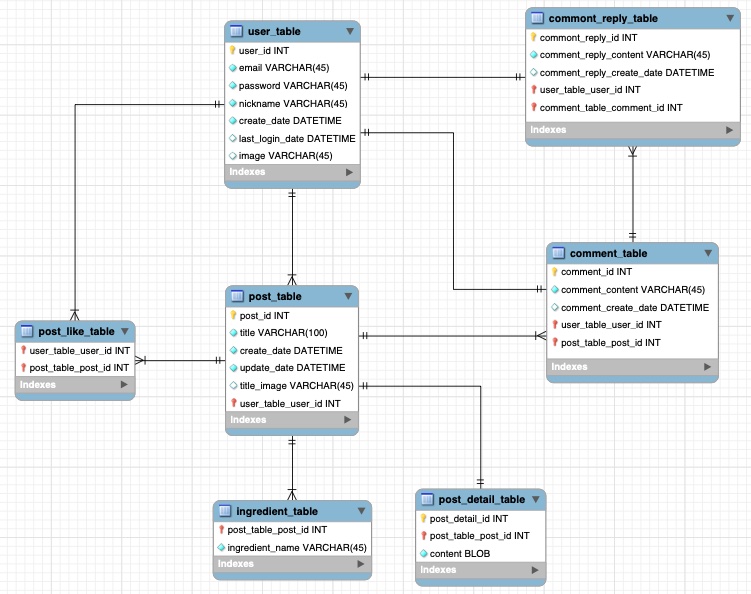 user_table
user_id INT
email VARCHAR(45)
password VARCHAR(45)
nickname VARCHAR(45)
create_date DATETIME
last_login_date DATETIME
image VARCHAR(45)
Indexes
commont_reply_table
commont_reply_id INT
comment_reply_content VARCHAR(45)
comment_reply_create_date DATETIME
user_table_user_id INT
comment_table_comment_id INT
Indexes
comment_table
comment_id INT
comment_content VARCHAR(45)
comment_create_date DATETIME
user_table_user_id INT
post_table_post_id INT
Indexes
post_table
post_id INT
title VARCHAR(100)
create_date DATETIME
update_date DATETIME
title_image VARCHAR(45)
user_table_user_id INT
Indexes
post_like_table
user_table_user_id INT
post_table_post_id INT
Indexes
ingredient_table
post_table_post_id INT
ingredient_name VARCHAR(45)
Indexes
post_detail_table
post_detail_id INT
post_table_post_id INT
content BLOB
Indexes